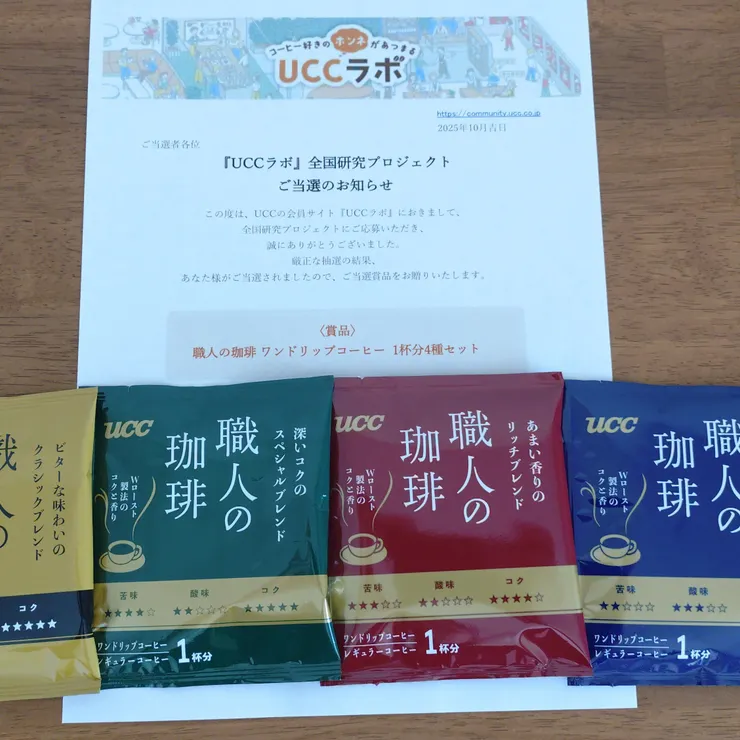 コーヒー好きのホンネがあつまる
UCCラボ
https://community.ucc.co.jp
2025年10月吉日
ご当選者各位
『UCCラボ』全国研究プロジェクト
ご当選のお知らせ
この度は、UCCの会員サイト『UCCラボ』におきまして、
全国研究プロジェクトにご応募いただき、
誠にありがとうございました。
厳正な抽選の結果、
あなた様がご当選されましたので、ご当選賞品をお贈りいたします。
〈賞品〉
職人の珈琲 ワンドリップコーヒー 1杯分4種セット
ビターな味わいの
クラシックブレンド
職人の
コク
★★★★★
ucc
深いコクの
スペシャルブレンド
職人の
珈琲
Wロースト
製法の
コクと香り
苦味 酸味 コク
★★★★☆ ★★☆☆☆ ★★★★★
ワンドリップコーヒー
レギュラーコーヒー
1杯分
ucc
あまい香りの
リッチブレンド
職人の
珈琲
Wロースト
製法の
コクと香り
苦味 酸味 コク
★★★☆☆ ★★☆☆☆ ★★★★☆
ワンドリップコーヒー
レギュラーコーヒー
1杯分
ucc
職人の
珈琲
Wロースト
製法の
コクと香り
苦味 酸味
★★☆☆☆ ★★★☆☆
ワンドリップコーヒー
レギュラーコーヒー
1杯分